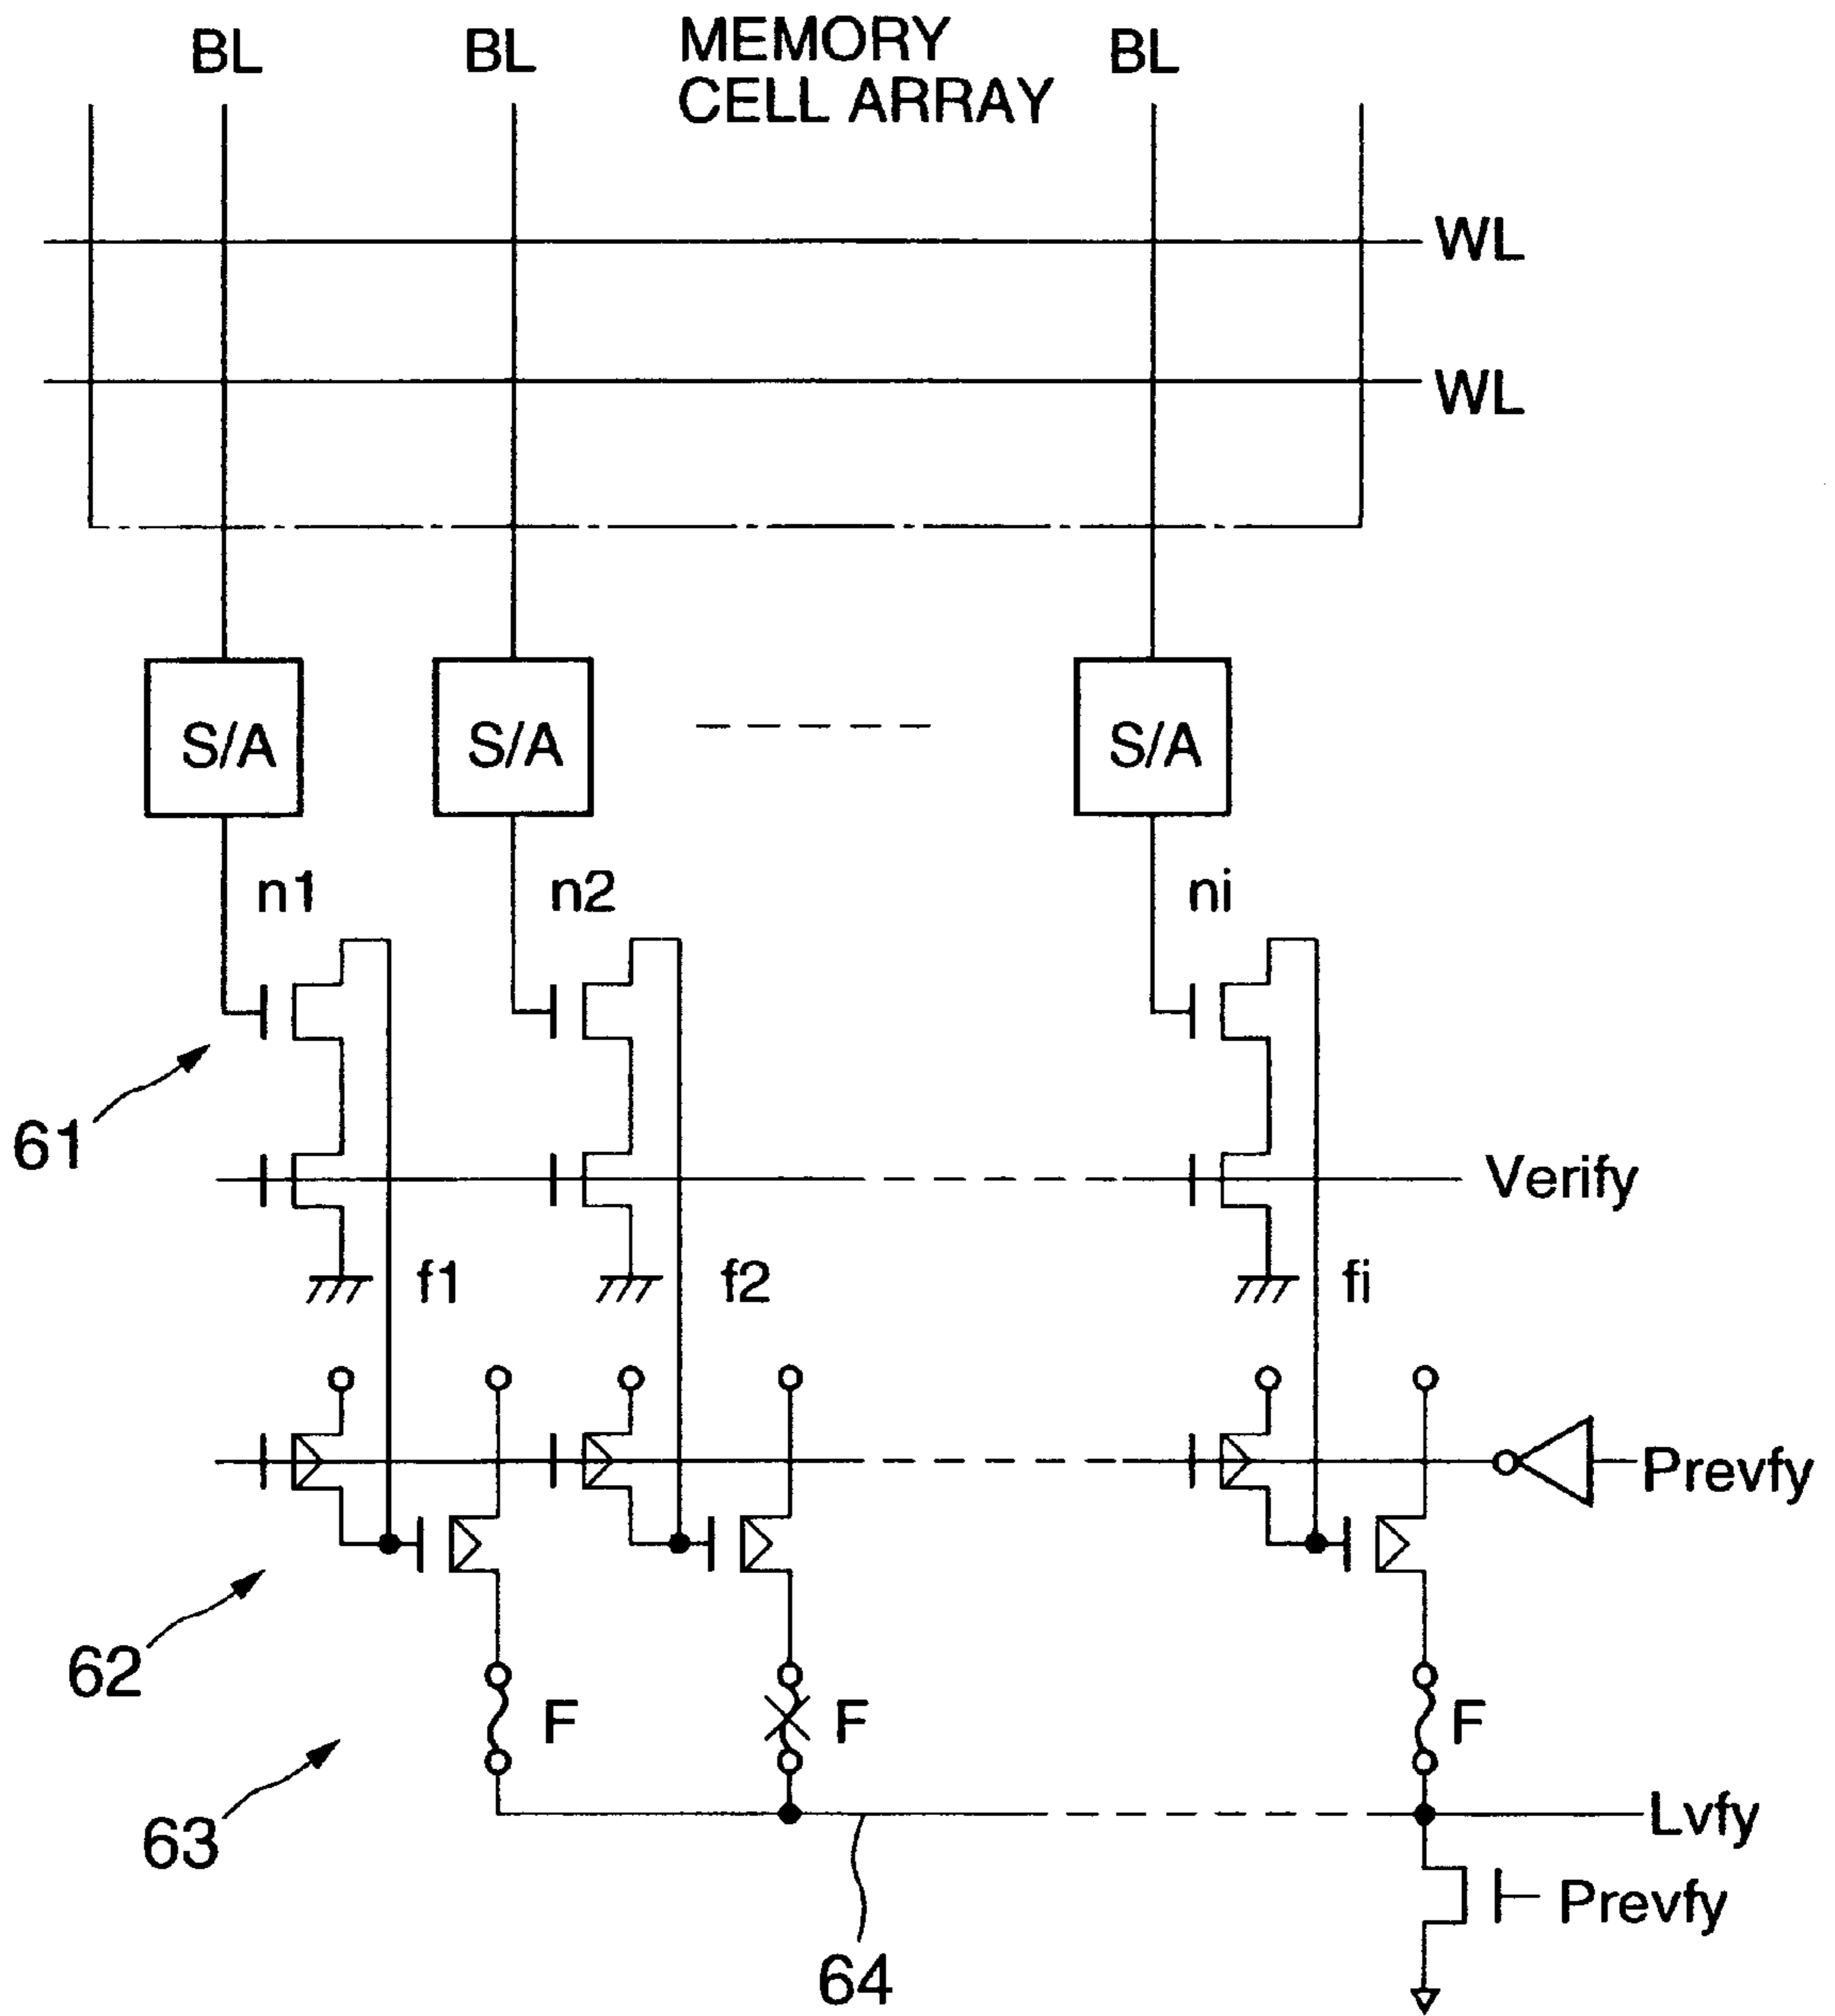 BL
BL
MEMORY
CELL ARRAY
BL
WL
WL
S/A
S/A
S/A
n1
n2
ni
61
Verify
f1
f2
fi
Prevfy
62
F
F
F
63
Lvfy
Prevfy
64